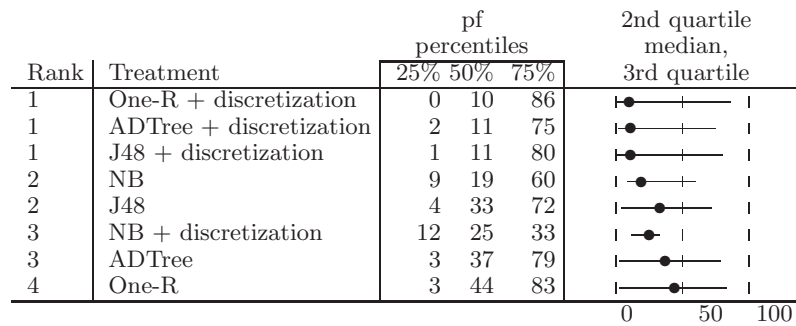 pf 2nd quartile
percentiles median,
Rank Treatment 25% 50% 75% 3rd quartile
1 One-R + discretization 0 10 86
1 ADTree + discretization 2 11 75
1 J48 + discretization 1 11 80
2 NB 9 19 60
2 J48 4 33 72
3 NB + discretization 12 25 33
3 ADTree 3 37 79
4 One-R 3 44 83
0 50 100